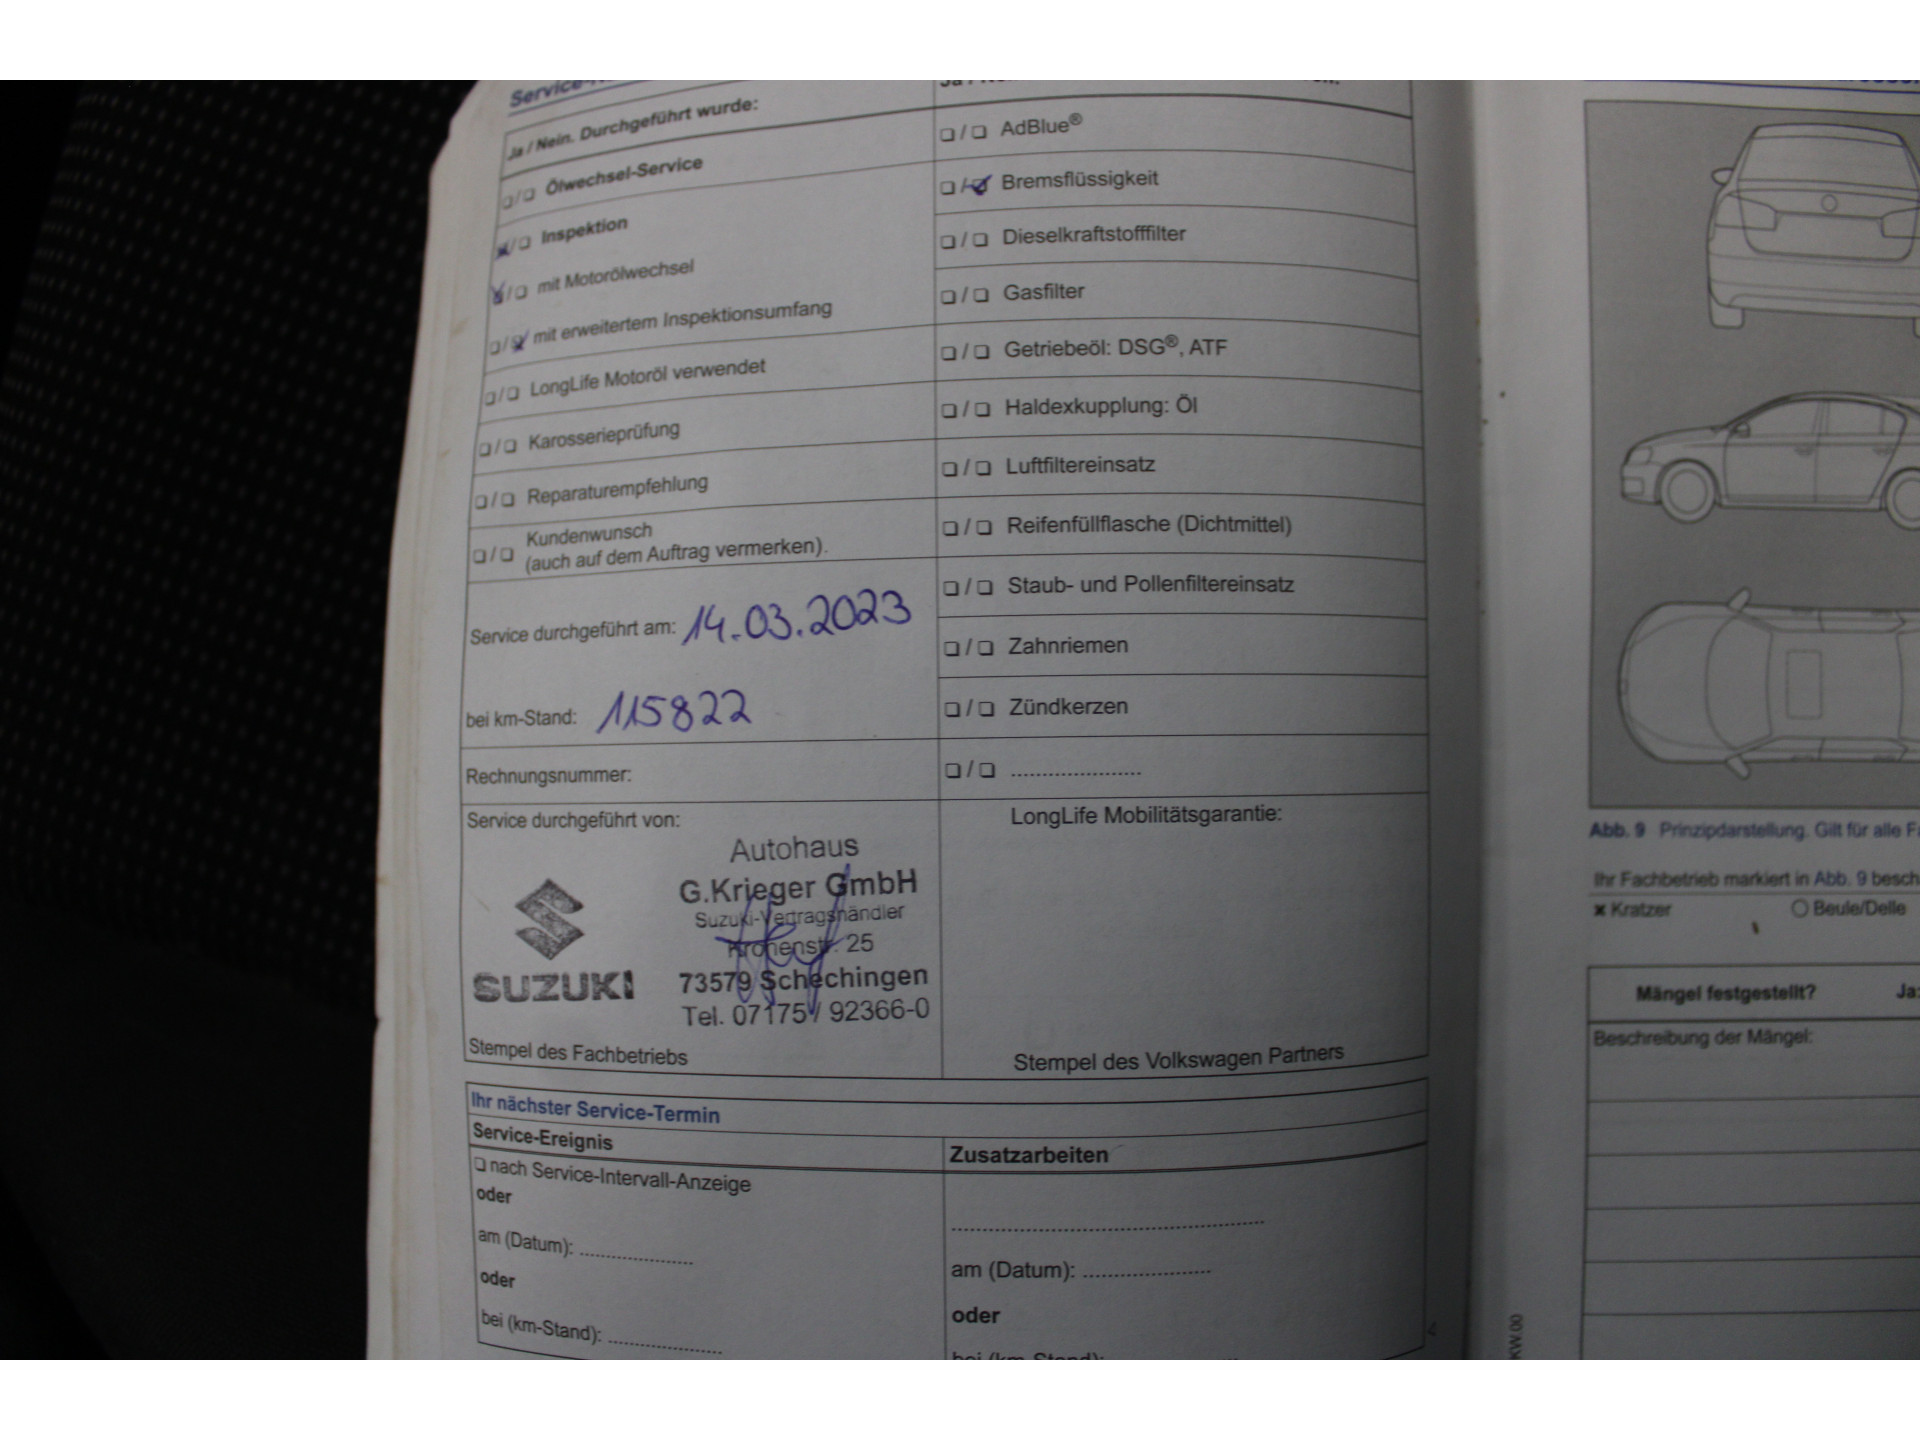 Ja / Nein. Durchgeführt wurde:
❏ / ❏ Ölwechsel-Service
❏ / ❏ Inspektion
❏ / ❏ mit Motorölwechsel
❏ / ❏ mit erweitertem Inspektionsumfang
❏ / ❏ LongLife Motoröl verwendet
❏ / ❏ Karosserieprüfung
❏ / ❏ Reparaturempfehlung
❏ / ❏ Kundenwunsch
(auch auf dem Auftrag vermerken).
Service durchgeführt am: 14.03.2023
bei km-Stand: 115822
Rechnungsnummer:
Service durchgeführt von:
SUZUKI
Autohaus
G.Krieger GmbH
Suzuki-Vertragshändler
Kronenstr. 25
73579 Schechingen
Tel. 07175 / 92366-0
Stempel des Fachbetriebs
❏ / ❏ AdBlue®
❏ / ❏ Bremsflüssigkeit
❏ / ❏ Dieselkraftstofffilter
❏ / ❏ Gasfilter
❏ / ❏ Getriebeöl: DSG®, ATF
❏ / ❏ Haldexkupplung: Öl
❏ / ❏ Luftfiltereinsatz
❏ / ❏ Reifenfüllflasche (Dichtmittel)
❏ / ❏ Staub- und Pollenfiltereinsatz
❏ / ❏ Zahnriemen
❏ / ❏ Zündkerzen
❏ / ❏ ......................
LongLife Mobilitätsgarantie:
Stempel des Volkswagen Partners
Ihr nächster Service-Termin
Service-Ereignis
❏ nach Service-Intervall-Anzeige
oder
am (Datum): ....................
oder
bei (km-Stand): ....................
Zusatzarbeiten
..................................................
am (Datum): ......................
oder
bei (km-Stand):
Abb. 9 Prinzipdarstellung. Gilt für alle
Ihr Fachbetrieb markiert in Abb. 9
✖ Kratzer
○ Beule/Delle
Mängel festgestellt? Ja:
Beschreibung der Mängel: